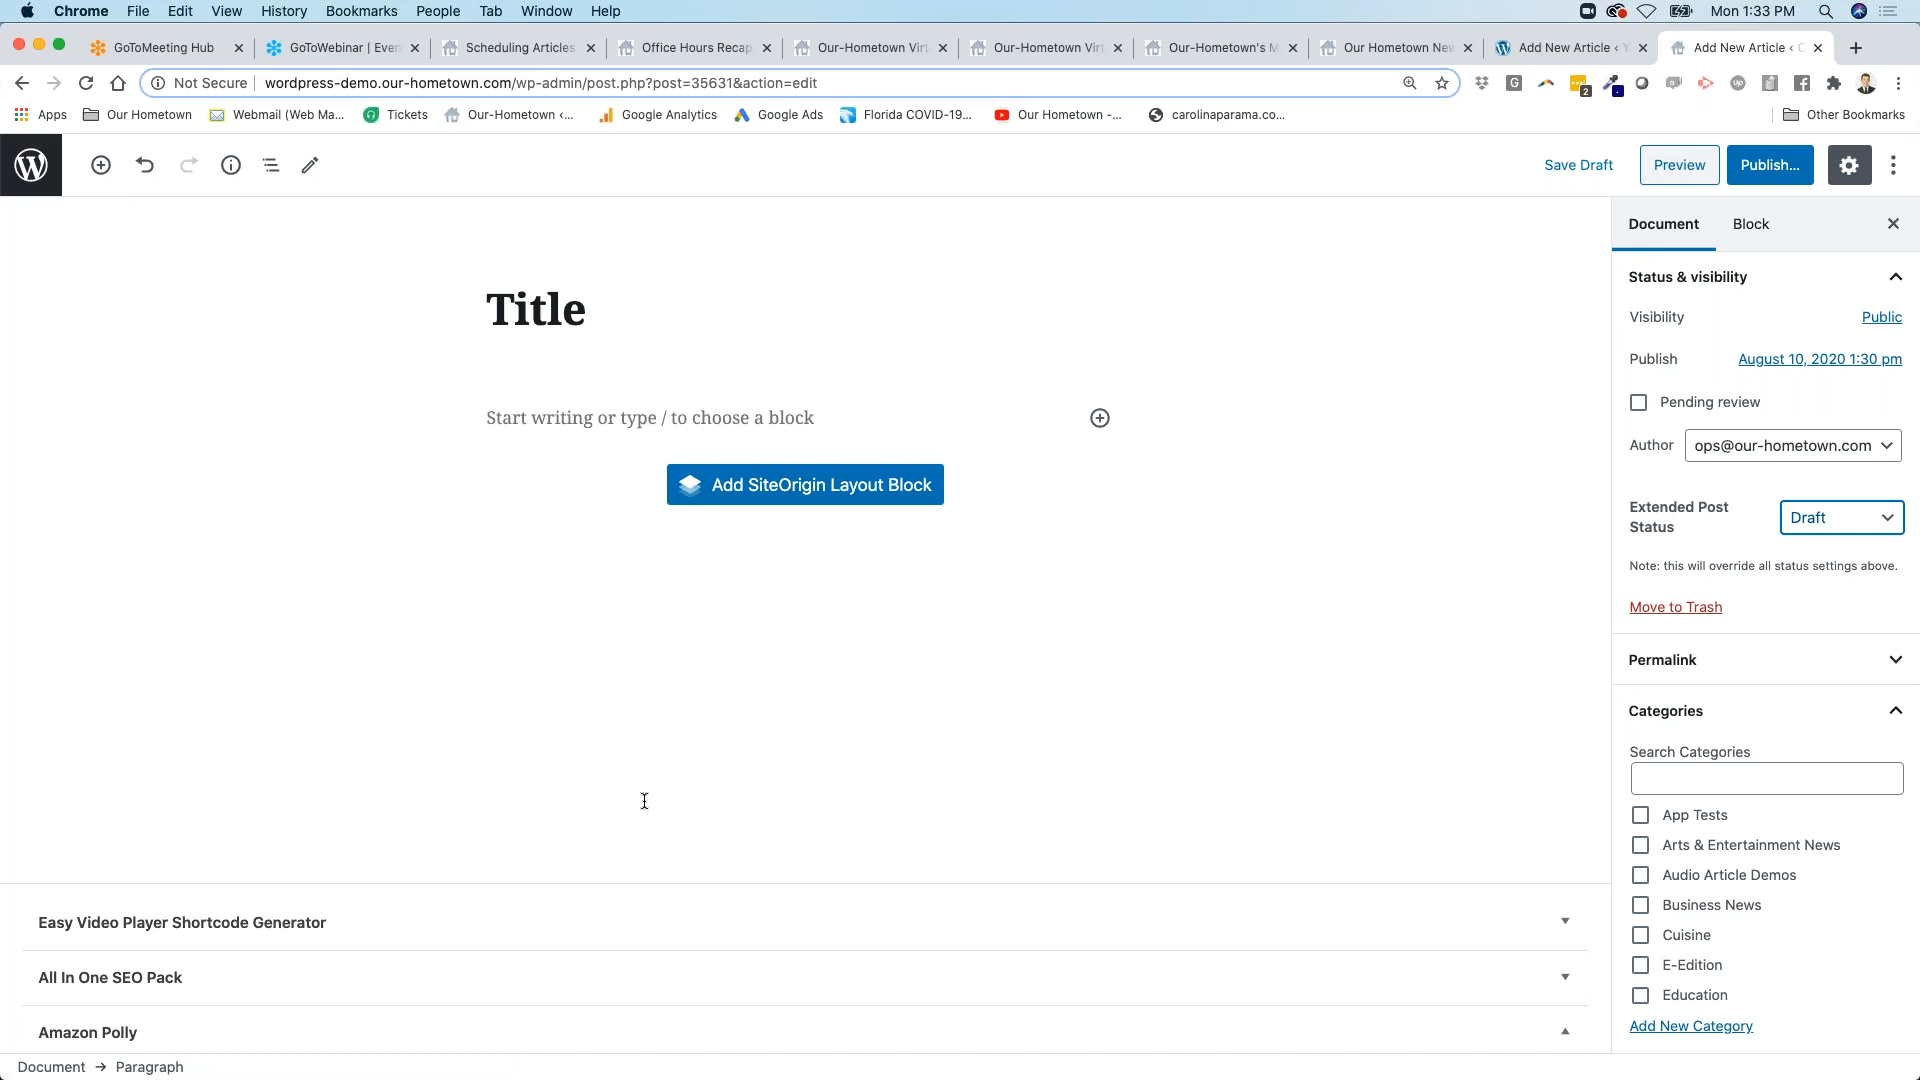 Chrome File Edit View History Bookmarks People Tab Window Help Mon 1:33 PM
GoToMeeting Hub GoToWebinar | Even Scheduling Articles Office Hours Recap Our-Hometown Virt Our-Hometown Virt Our-Hometown's M Our Hometown New Add New Article ‹ Add New Article ‹
Not Secure wordpress-demo.our-hometown.com/wp-admin/post.php?post=35631&action=edit
2
Apps Our Hometown Webmail (Web Ma... Tickets Our-Hometown ‹... Google Analytics Google Ads Florida COVID-19... Our Hometown -... carolinaparama.co... Other Bookmarks
Save Draft Preview Publish...
Document Block
Status & visibility
Title
Visibility Public
Publish August 10, 2020 1:30 pm
Pending review
Start writing or type / to choose a block
Author ops@our-hometown.com
Add SiteOrigin Layout Block
Extended Post
Status
Draft
Note: this will override all status settings above.
Move to Trash
Permalink
Categories
Search Categories
App Tests
Arts & Entertainment News
Audio Article Demos
Business News
Cuisine
E-Edition
Education
Add New Category
Easy Video Player Shortcode Generator
All In One SEO Pack
Amazon Polly
Document → Paragraph